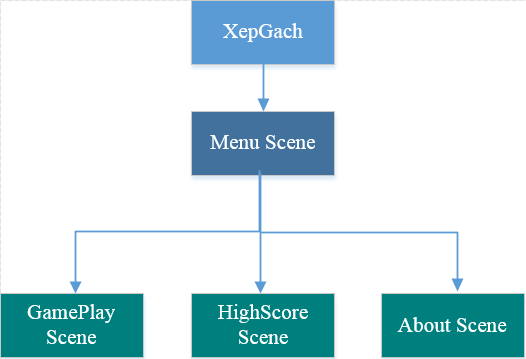 XepGach
Menu Scene
GamePlay
Scene
HighScore
Scene
About Scene